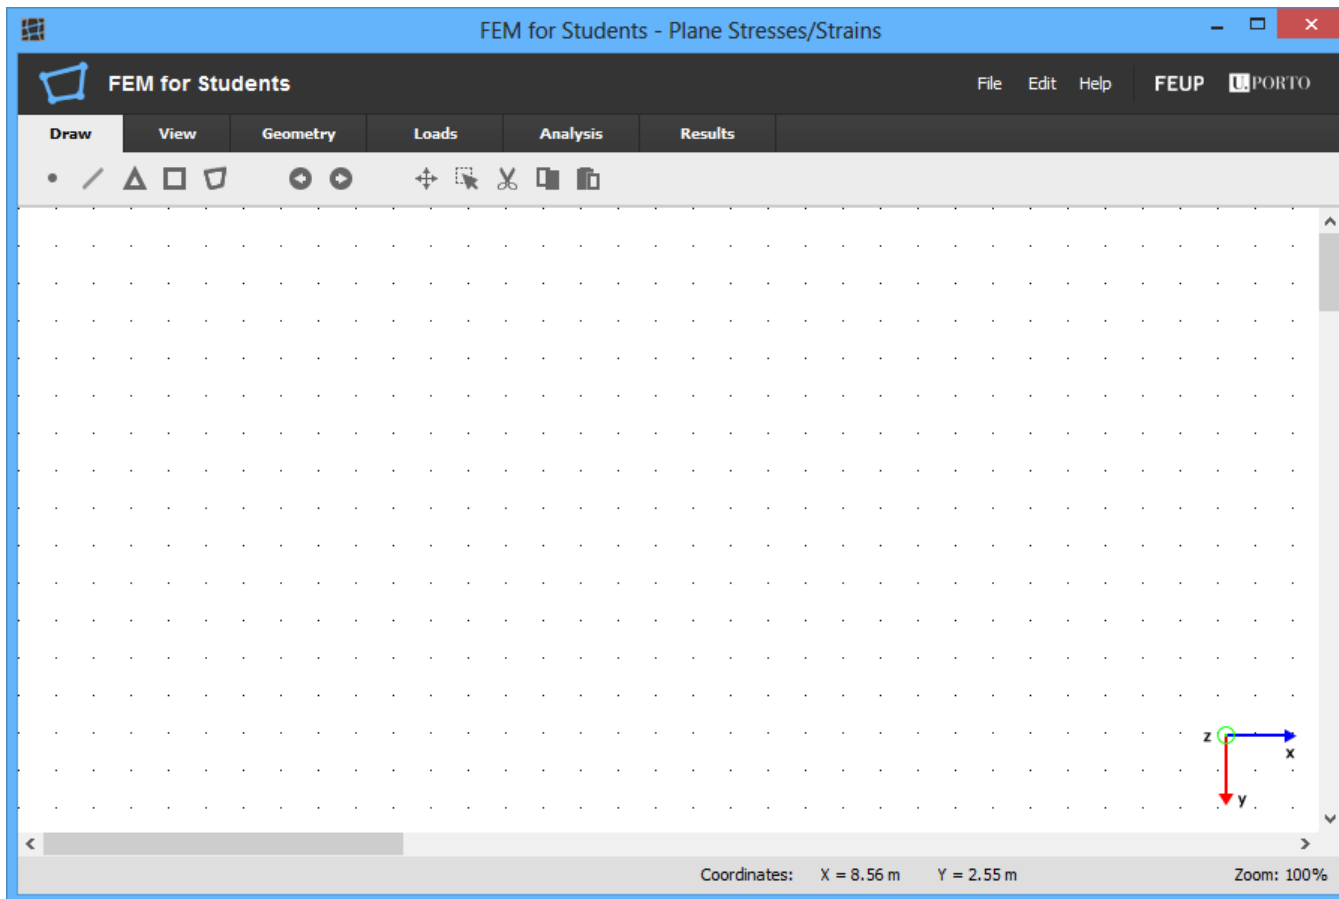 FEM for Students - Plane Stresses/Strains
FEM for Students File Edit Help FEUP U.PORTO
Draw View Geometry Loads Analysis Results
z x
y
Coordinates: X = 8.56 m Y = 2.55 m Zoom: 100%